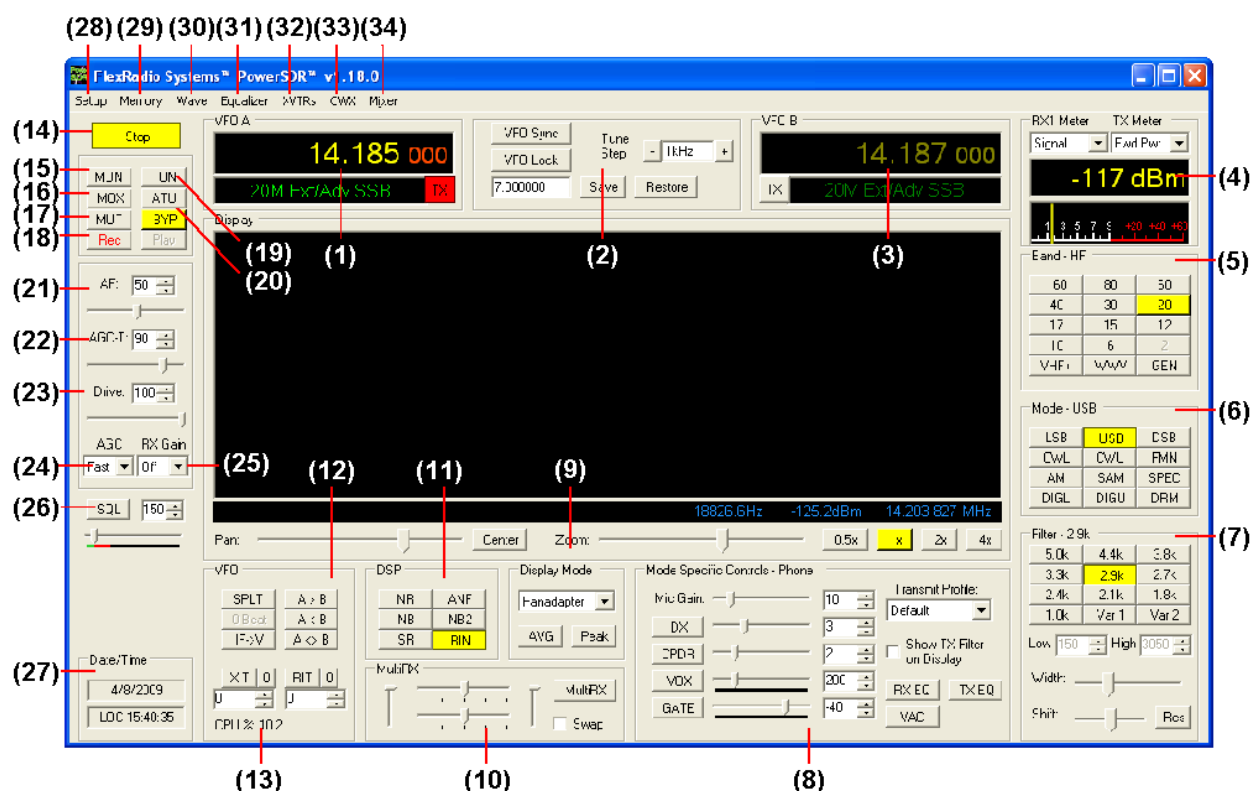 (28) (29) (30) (31) (32) (33) (34)
FlexRadio Systems™ PowerSDR™ v1.18.0
Setup Memory Wave Equalizer XVTRs CWX Mixer
(14)
Stop
(15)
MON
(16)
MOX
ATU
(17)
BYP
(18)
Rec
Play
(19)
(20)
VFO A
14.185 000
20M Ext/Adv SSB
TX
(1)
VFO Sync
VFO Lock
Tune
Step
- 1kHz +
7.000000
Save
Restore
(2)
VFO B
14.187 000
TX
20M Ext/Adv SSB
(3)
RX1 Meter
TX Meter
Signal
Fwd Pwr
-117 dBm
(4)
1 3 5 7 9 +20 +40 +60
Display
(21)
AF: 50
(22)
AGC-T: 90
(23)
Drive: 100
AGC RX Gain
(24)
Fast
Off
(25)
(26)
SQL 150
(12)
(11)
(9)
18826.6Hz -125.2dBm 14.203 827 MHz
Pan:
Center
Zoom:
0.5x
2x
4x
Band - HF
(5)
80
40 30 20
17 15 12
6 2
VHF+ WWV GEN
Mode - USB
(6)
LSB USB DSB
CWL CWU FMN
AM SAM SPEC
DIGL DIGU DRM
Filter - 2.9k
(7)
5.0k 4.4k 3.8k
3.3k 2.9k 2.7k
2.4k 2.1k 1.8k
1.0k Var 1 Var 2
Low 150 High 3050
Width:
Shift:
VFO
SPLT A > B
0 Beat A < B
IF->V A <> B
RIT 0
(13)
DSP
NR ANF
NB NB2
SR BIN
Display Mode
Panadapter
AVG Peak
MultiRX
MultiRX
Swap
(10)
Mode Specific Controls - Phone
Mic Gain: 10
DX 3
CPDR 2
VOX 200
GATE -40
Transmit Profile:
Default
Show TX Filter
on Display
RX EQ TX EQ
VAC
(8)
(27)
Date/Time
4/8/2009
LOC 15:40:35